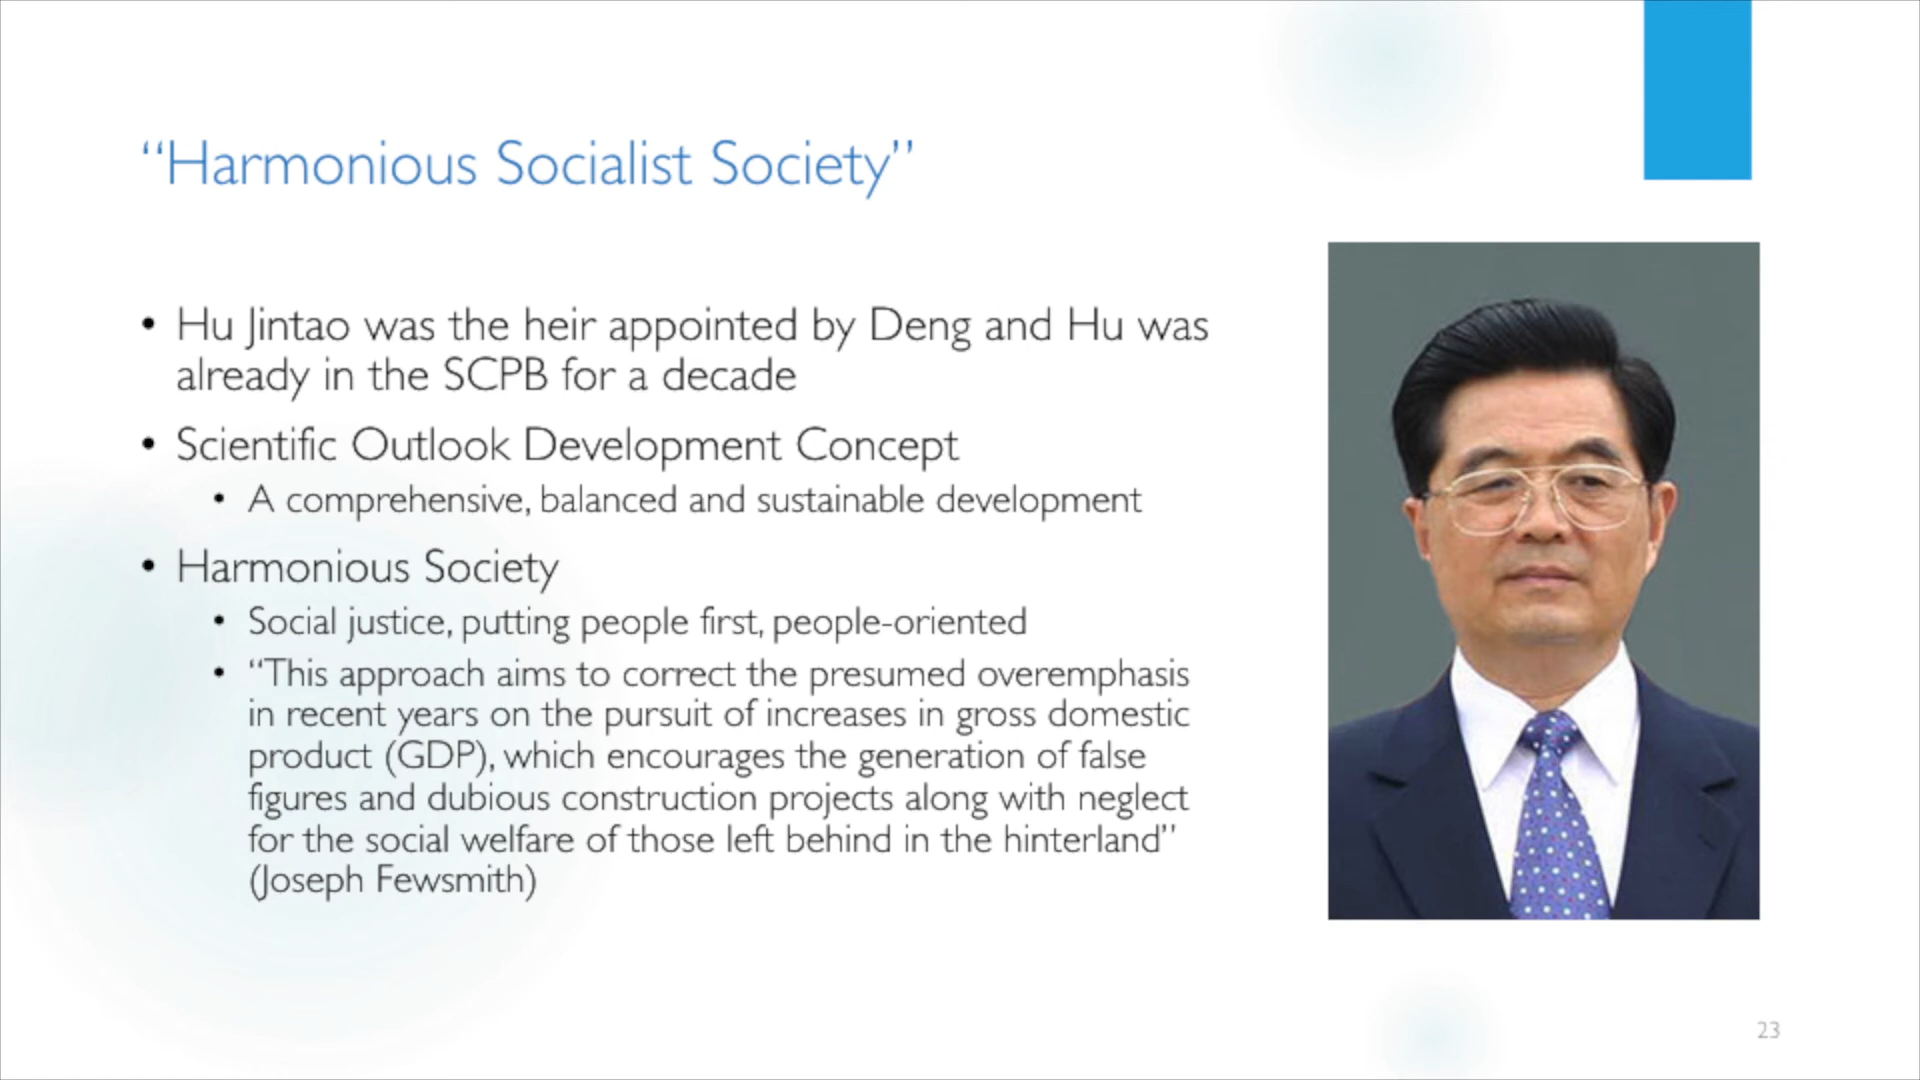 “Harmonious Socialist Society”
• Hu Jintao was the heir appointed by Deng and Hu was
already in the SCPB for a decade
• Scientific Outlook Development Concept
• A comprehensive, balanced and sustainable development
• Harmonious Society
• Social justice, putting people first, people-oriented
• “This approach aims to correct the presumed overemphasis
in recent years on the pursuit of increases in gross domestic
product (GDP), which encourages the generation of false
figures and dubious construction projects along with neglect
for the social welfare of those left behind in the hinterland”
(Joseph Fewsmith)
23